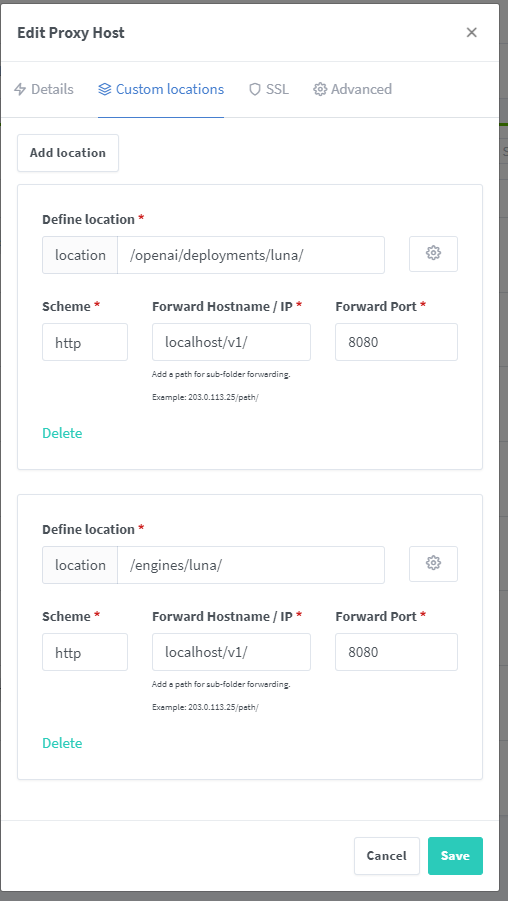 Edit Proxy Host
Details Custom locations SSL Advanced
Add location
Define location *
location /openai/deployments/luna/
Scheme * Forward Hostname / IP * Forward Port *
http localhost/v1/ 8080
Add a path for sub-folder forwarding.
Example: 203.0.113.25/path/
Delete
Define location *
location /engines/luna/
Scheme * Forward Hostname / IP * Forward Port *
http localhost/v1/ 8080
Add a path for sub-folder forwarding.
Example: 203.0.113.25/path/
Delete
Cancel Save